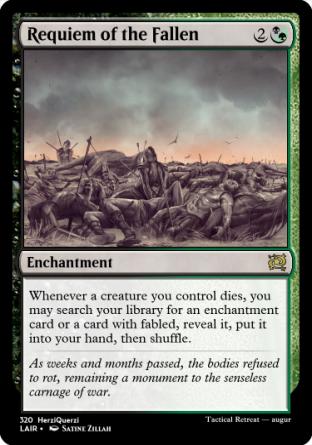 Requiem of the Fallen 2
Enchantment
Whenever a creature you control dies, you
may search your library for an enchantment
card or a card with fabled, reveal it, put it
into your hand, then shuffle.
As weeks and months passed, the bodies refused
to rot, remaining a monument to the senseless
carnage of war.
320 HerziQuerzi Tactical Retreat — augur
LAIR • Satine Zillah